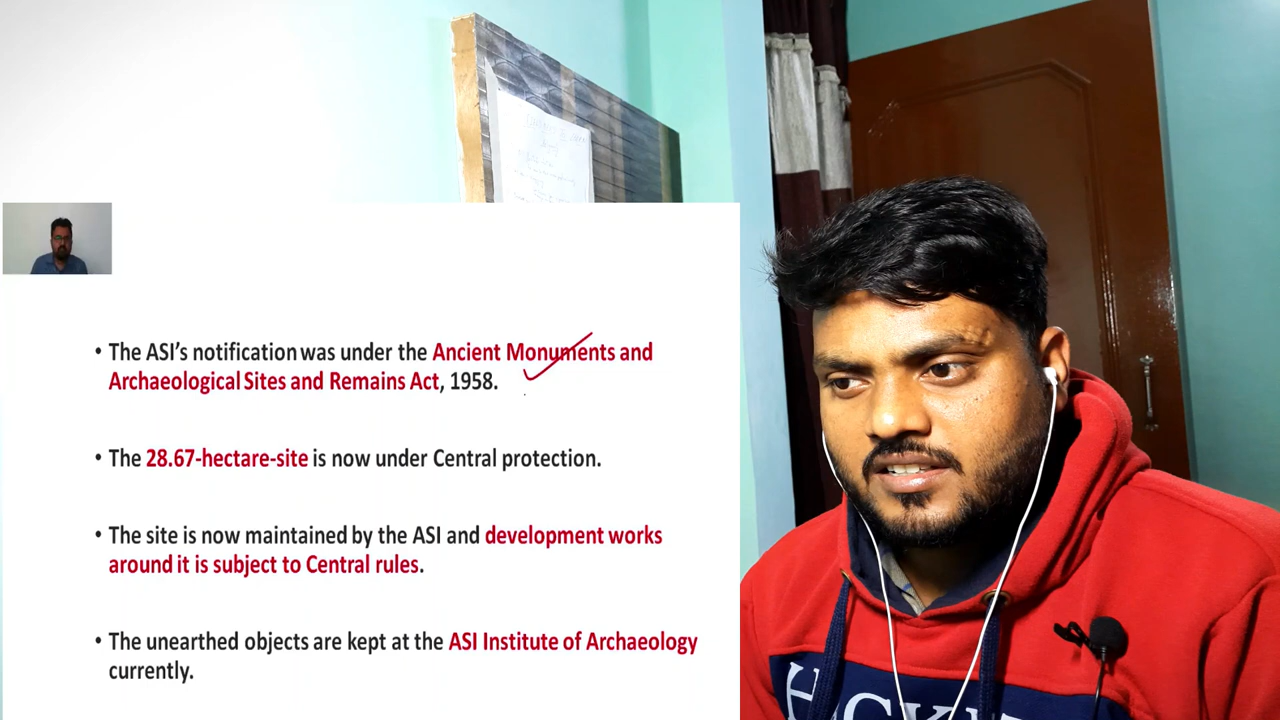 • The ASI’s notification was under the Ancient Monuments and
Archaeological Sites and Remains Act, 1958.
• The 28.67-hectare-site is now under Central protection.
• The site is now maintained by the ASI and development works
around it is subject to Central rules.
• The unearthed objects are kept at the ASI Institute of Archaeology
currently.